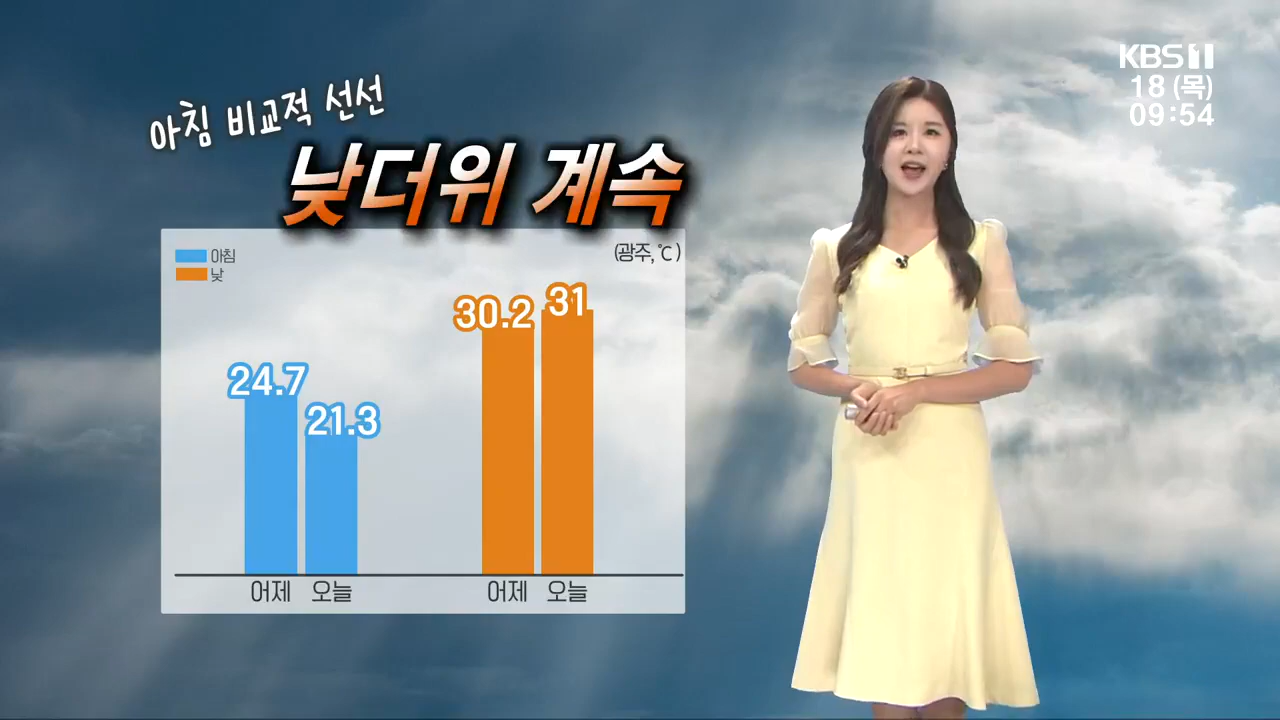 KBS 1
18 (목)
09:54
아침 비교적 선선
낮더위 계속
(광주, ℃)
아침
낮
24.7
21.3
30.2
31
어제 오늘 어제 오늘